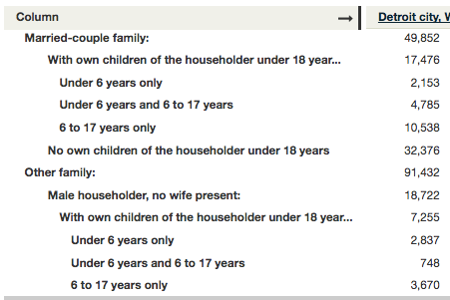 Column → Detroit city, W
Married-couple family: 49,852
With own children of the householder under 18 year... 17,476
Under 6 years only 2,153
Under 6 years and 6 to 17 years 4,785
6 to 17 years only 10,538
No own children of the householder under 18 years 32,376
Other family: 91,432
Male householder, no wife present: 18,722
With own children of the householder under 18 year... 7,255
Under 6 years only 2,837
Under 6 years and 6 to 17 years 748
6 to 17 years only 3,670